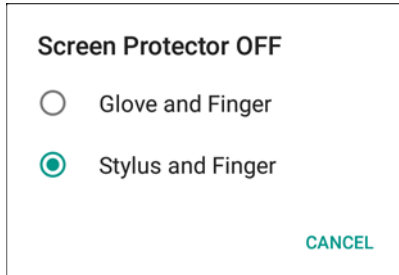 Screen Protector OFF
Glove and Finger
Stylus and Finger
CANCEL